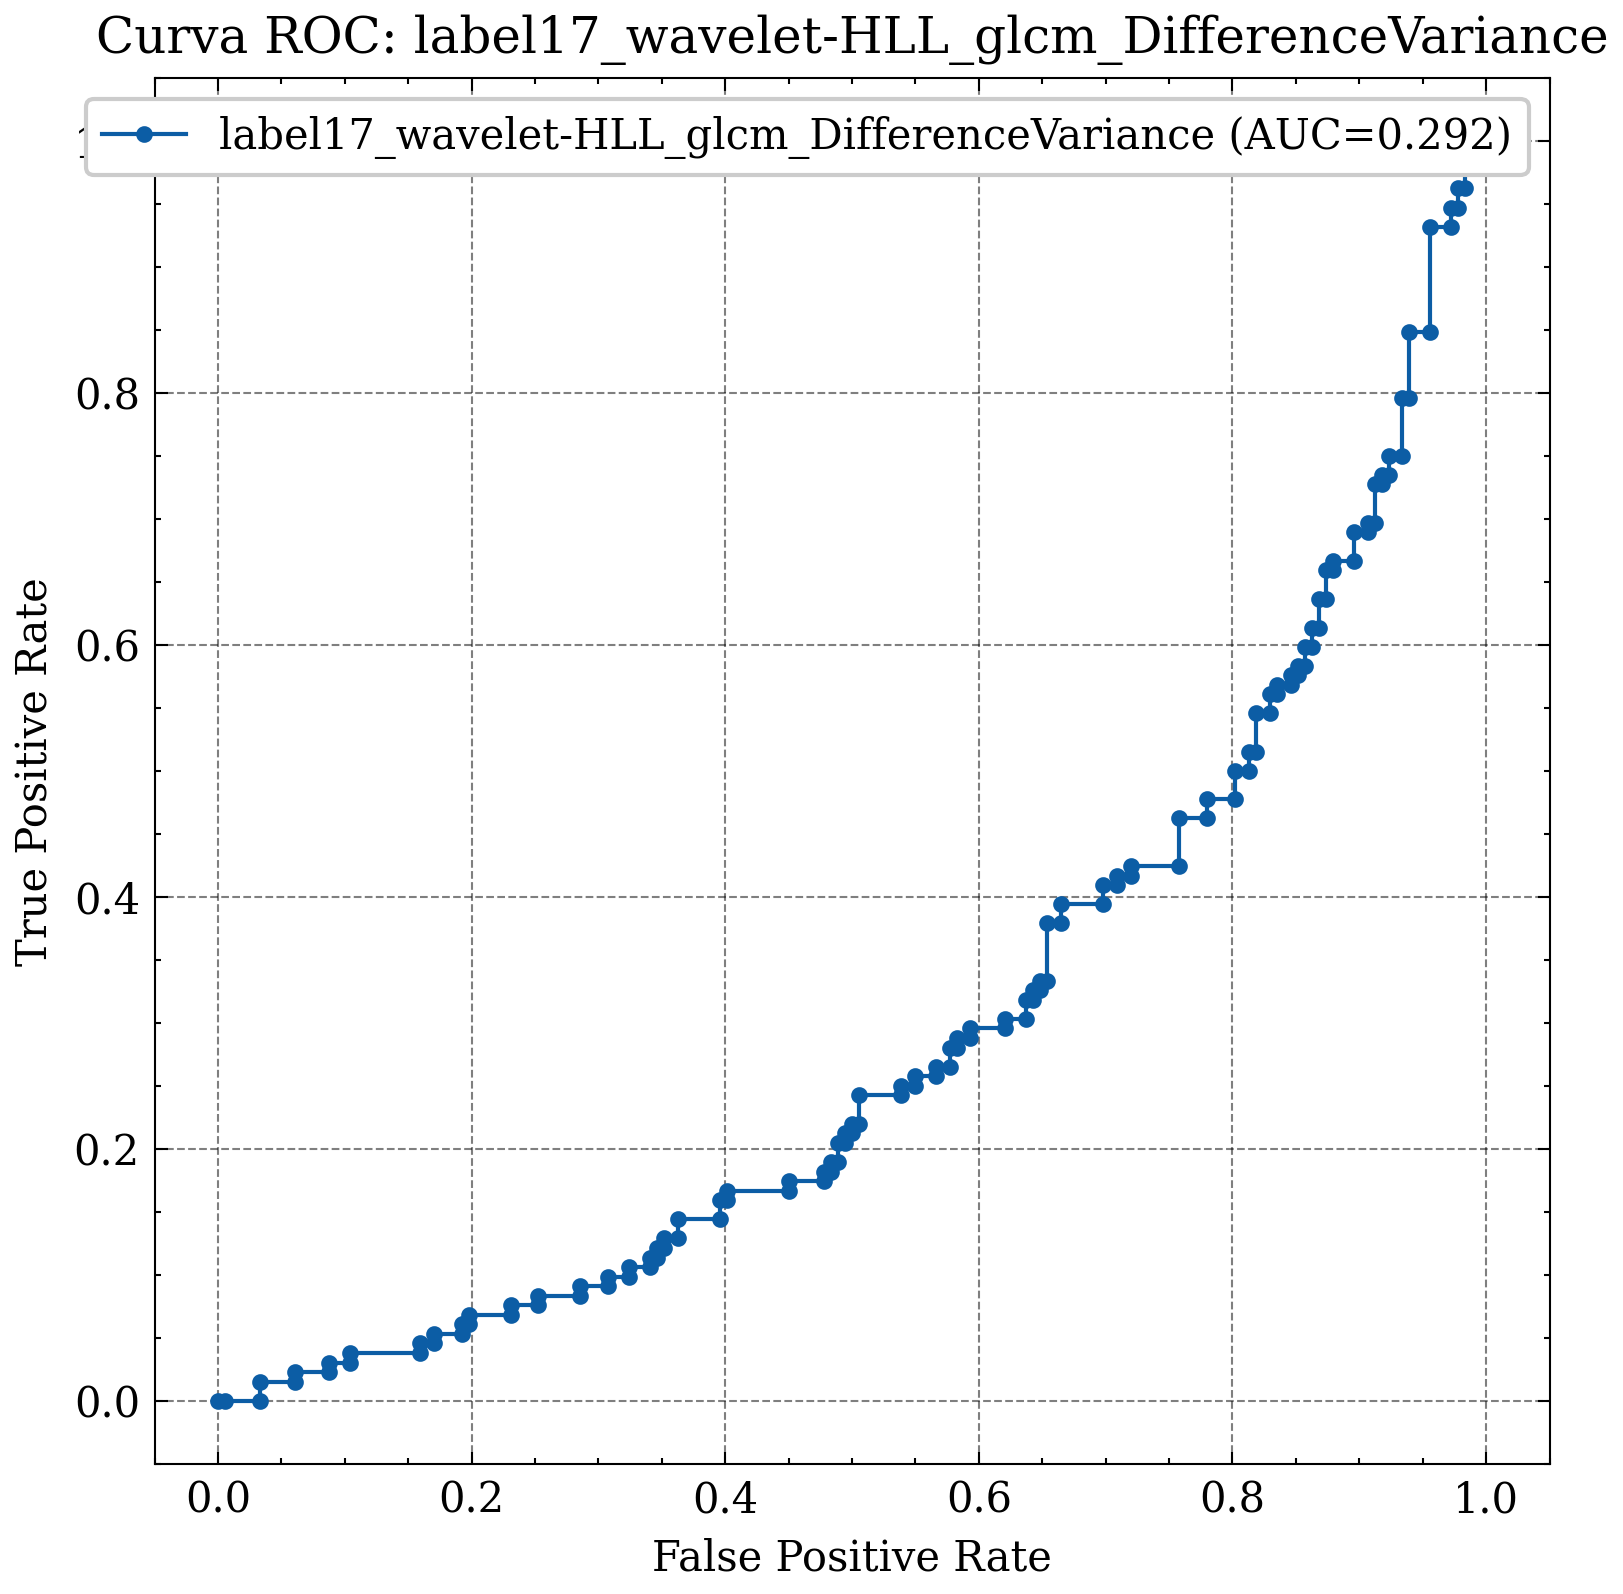 Curva ROC: label17_wavelet-HLL_glcm_DifferenceVariance
label17_wavelet-HLL_glcm_DifferenceVariance (AUC=0.292)
0.8
0.6
0.4
0.2
0.0
True Positive Rate
0.0 0.2 0.4 0.6 0.8 1.0
False Positive Rate